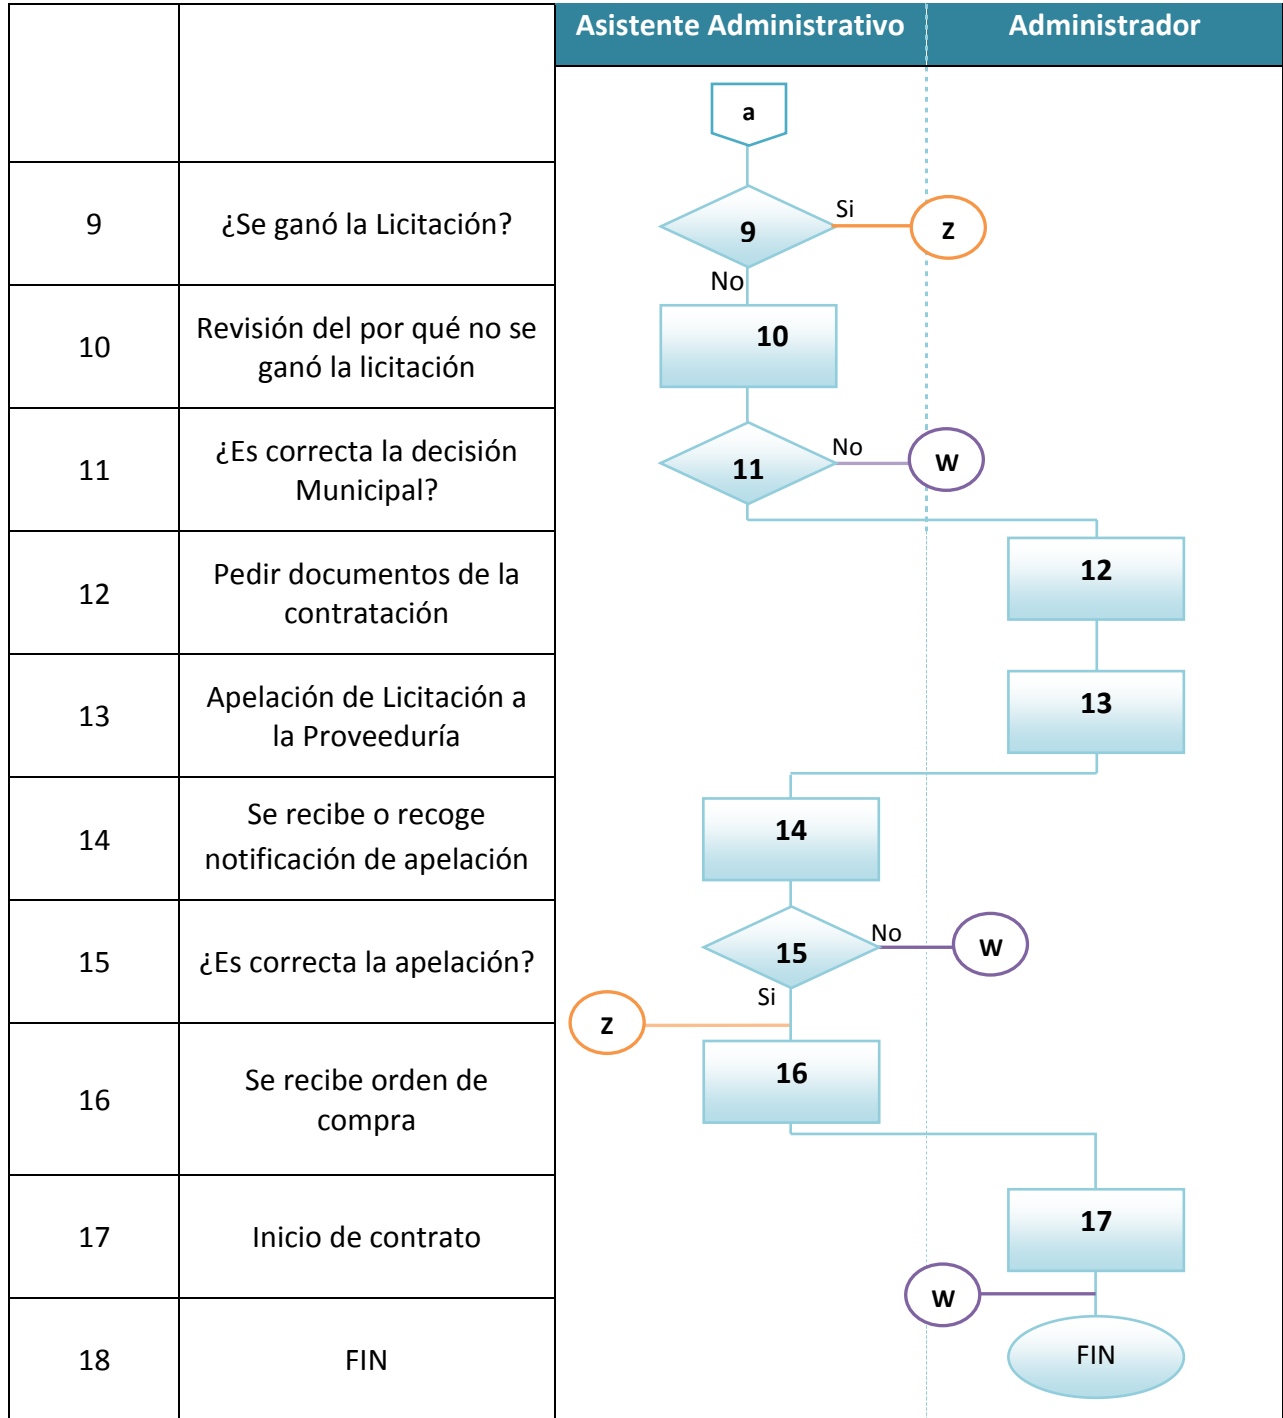 Asistente Administrativo
Administrador
a
9
¿Se ganó la Licitación?
9
Si
Z
No
10
Revisión del por qué no se
ganó la licitación
10
11
¿Es correcta la decisión
Municipal?
11
No
W
12
Pedir documentos de la
contratación
12
13
Apelación de Licitación a
la Proveeduría
13
14
Se recibe o recoge
notificación de apelación
14
15
¿Es correcta la apelación?
15
No
W
Si
Z
16
Se recibe orden de
compra
16
17
Inicio de contrato
17
W
18
FIN
FIN